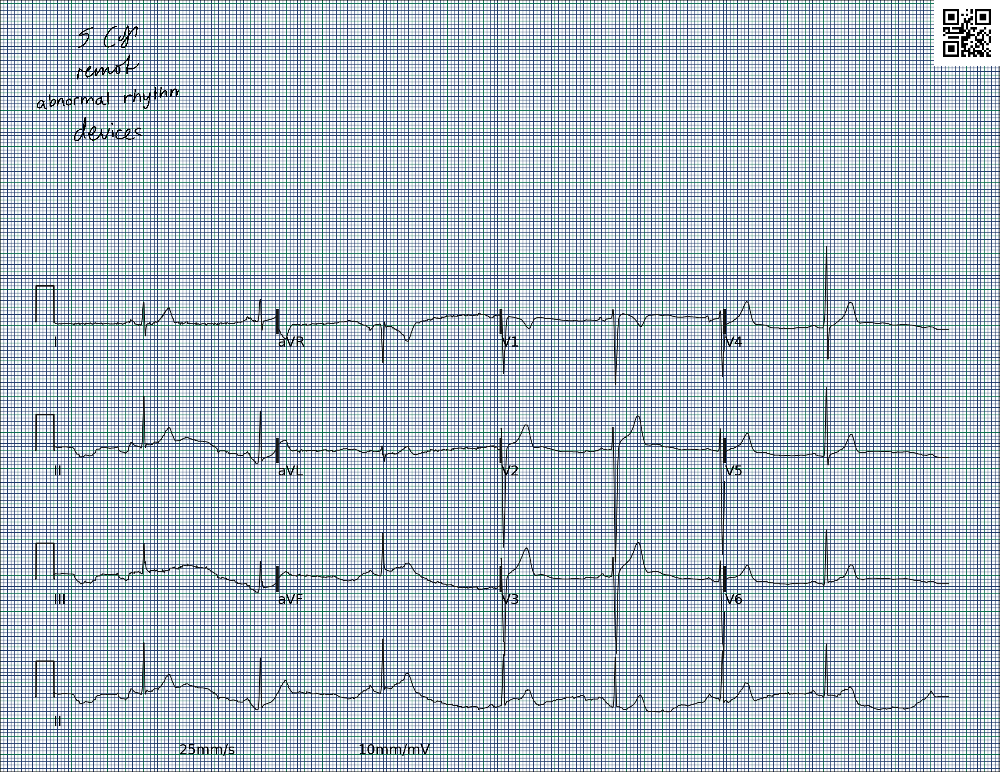 5
remot
abnormal rhythm
devices
I
aVR
V1
V4
II
aVL
V2
V5
III
aVF
V3
V6
II
25mm/s
10mm/mV